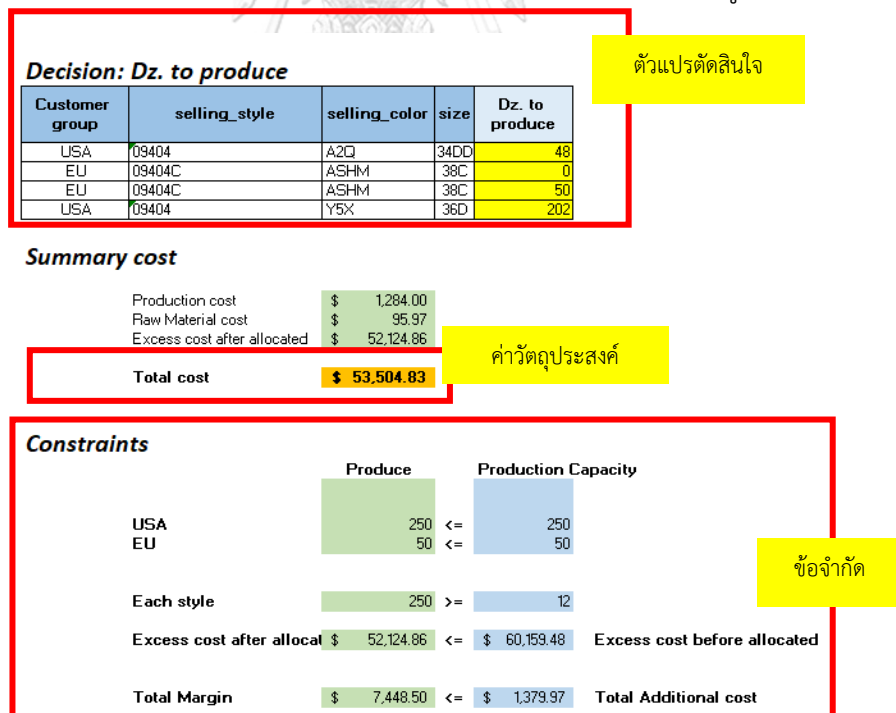 ตัวแปรตัดสินใจ
Decision: Dz. to produce
Customer group selling_style selling_color size Dz. to produce
USA 09404 A2Q 34DD 48
EU 09404C ASHM 38C 0
EU 09404C ASHM 38C 50
USA 09404 Y5X 36D 202
Summary cost
Production cost $ 1,284.00
Raw Material cost $ 95.97
Excess cost after allocated $ 52,124.86
ค่าวัตถุประสงค์
Total cost $ 53,504.83
Constraints
Produce Production Capacity
USA 250 <= 250
EU 50 <= 50
ข้อจำกัด
Each style 250 >= 12
Excess cost after allocat $ 52,124.86 <= $ 60,159.48 Excess cost before allocated
Total Margin $ 7,448.50 <= $ 1,379.97 Total Additional cost